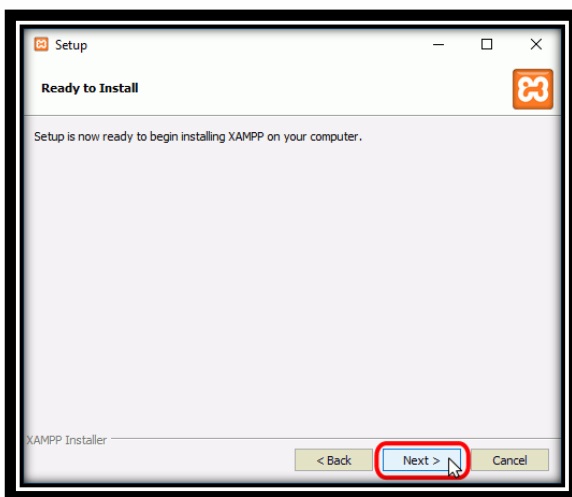 Setup
Ready to Install
Setup is now ready to begin installing XAMPP on your computer.
XAMPP Installer
< Back
Next >
Cancel